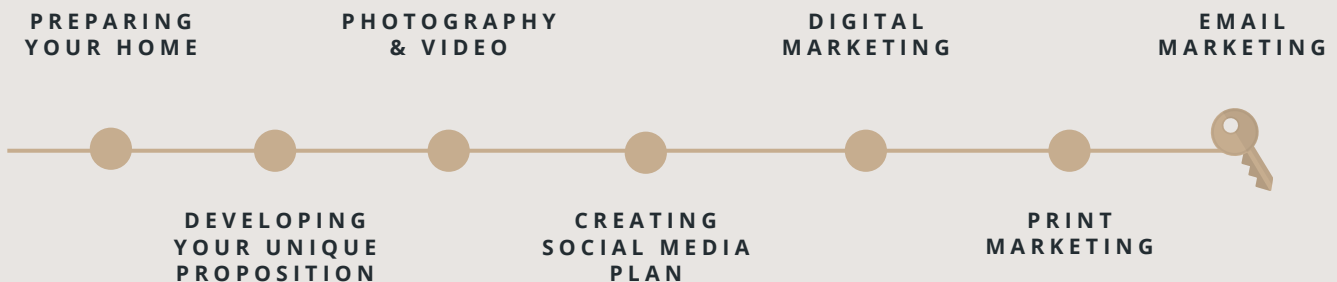 PREPARING
YOUR HOME
DEVELOPING
YOUR UNIQUE
PROPOSITION
PHOTOGRAPHY
& VIDEO
CREATING
SOCIAL MEDIA
PLAN
DIGITAL
MARKETING
PRINT
MARKETING
EMAIL
MARKETING